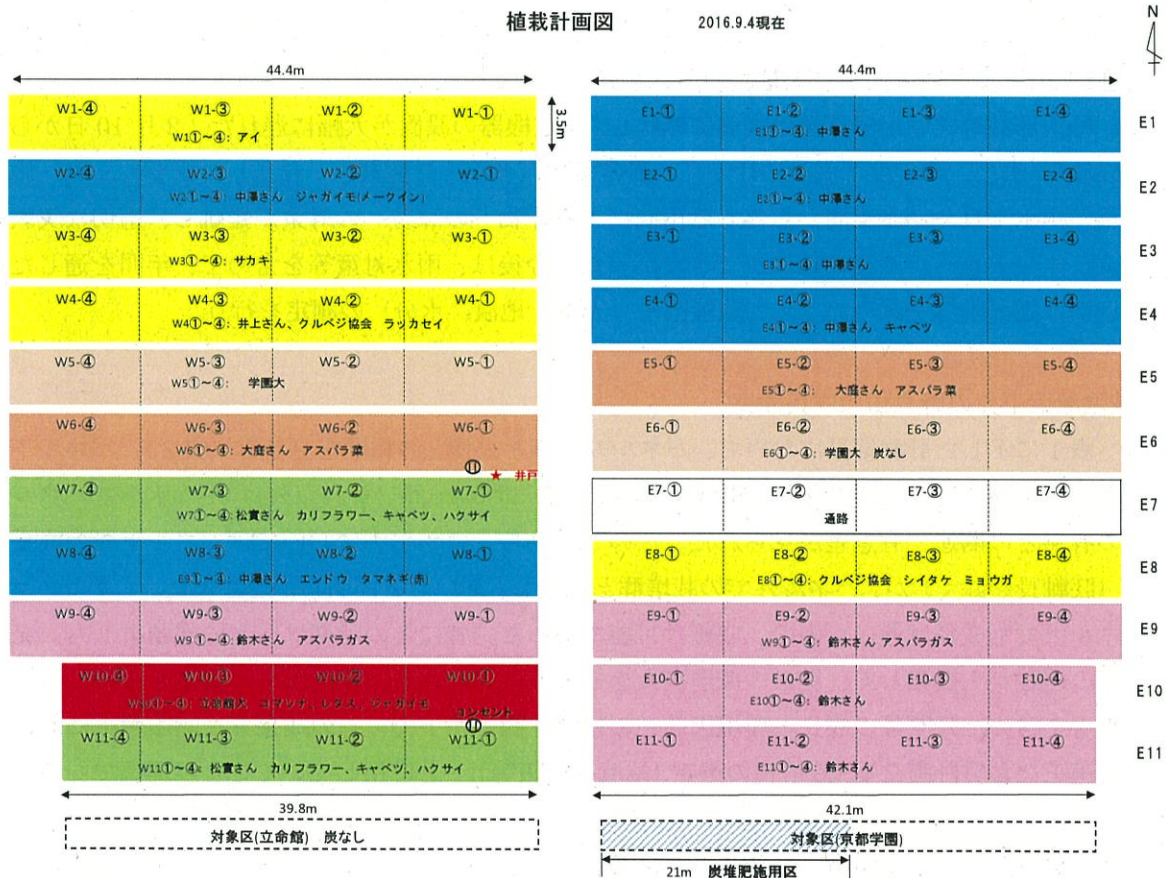 植栽計画図 2016.9.4現在
N
44.4m 44.4m
3.5m
W1-④ W1-③ W1-② W1-①
W1①~④: アイ
W2-④ W2-③ W2-② W2-①
W2①~④: 中澤さん ジャガイモ(メークイン)
W3-④ W3-③ W3-② W3-①
W3①~④: サカキ
W4-④ W4-③ W4-② W4-①
W4①~④: 井上さん、クルベジ協会 ラッカセイ
W5-④ W5-③ W5-② W5-①
W5①~④: 学園大
W6-④ W6-③ W6-② W6-①
W6①~④: 大庭さん アスパラ菜
★ 井戸
W7-④ W7-③ W7-② W7-①
W7①~④: 松實さん カリフラワー、キャベツ、ハクサイ
W8-④ W8-③ W8-② W8-①
E9①~④: 中澤さん エンドウ タマネギ(赤)
W9-④ W9-③ W9-② W9-①
W9①~④: 鈴木さん アスパラガス
W10-④ W10-③ W10-② W10-①
W10①~④: 立命館大 コマツナ、レタス、ジャガイモ
コンセント
W11-④ W11-③ W11-② W11-①
W11①~④: 松實さん カリフラワー、キャベツ、ハクサイ
39.8m
対象区(立命館) 炭なし
E1-① E1-② E1-③ E1-④ E1
E1①~④: 中澤さん
E2-① E2-② E2-③ E2-④ E2
E2①~④: 中澤さん
E3-① E3-② E3-③ E3-④ E3
E3①~④: 中澤さん
E4-① E4-② E4-③ E4-④ E4
E4①~④: 中澤さん キャベツ
E5-① E5-② E5-③ E5-④ E5
E5①~④: 大庭さん アスパラ菜
E6-① E6-② E6-③ E6-④ E6
E6①~④: 学園大 炭なし
E7-① E7-② E7-③ E7-④ E7
通路
E8-① E8-② E8-③ E8-④ E8
E8①~④: クルベジ協会 シイタケ ミョウガ
E9-① E9-② E9-③ E9-④ E9
W9①~④: 鈴木さん アスパラガス
E10-① E10-② E10-③ E10-④ E10
E10①~④: 鈴木さん
E11-① E11-② E11-③ E11-④ E11
E11①~④: 鈴木さん
42.1m
対象区(京都学園)
21m 炭堆肥施用区